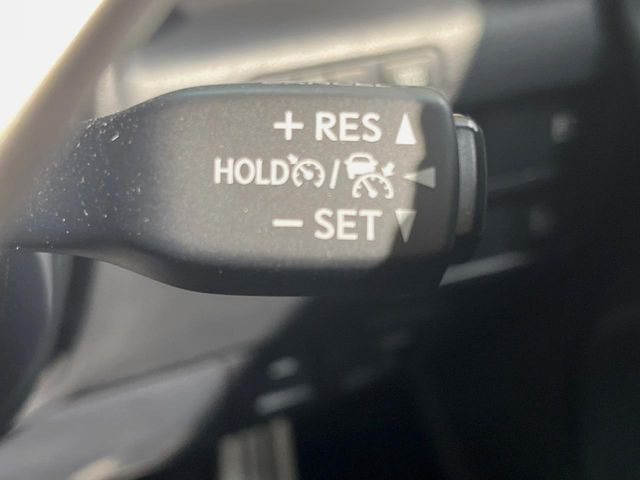 + RES ▲
HOLD / ◀
− SET ▼